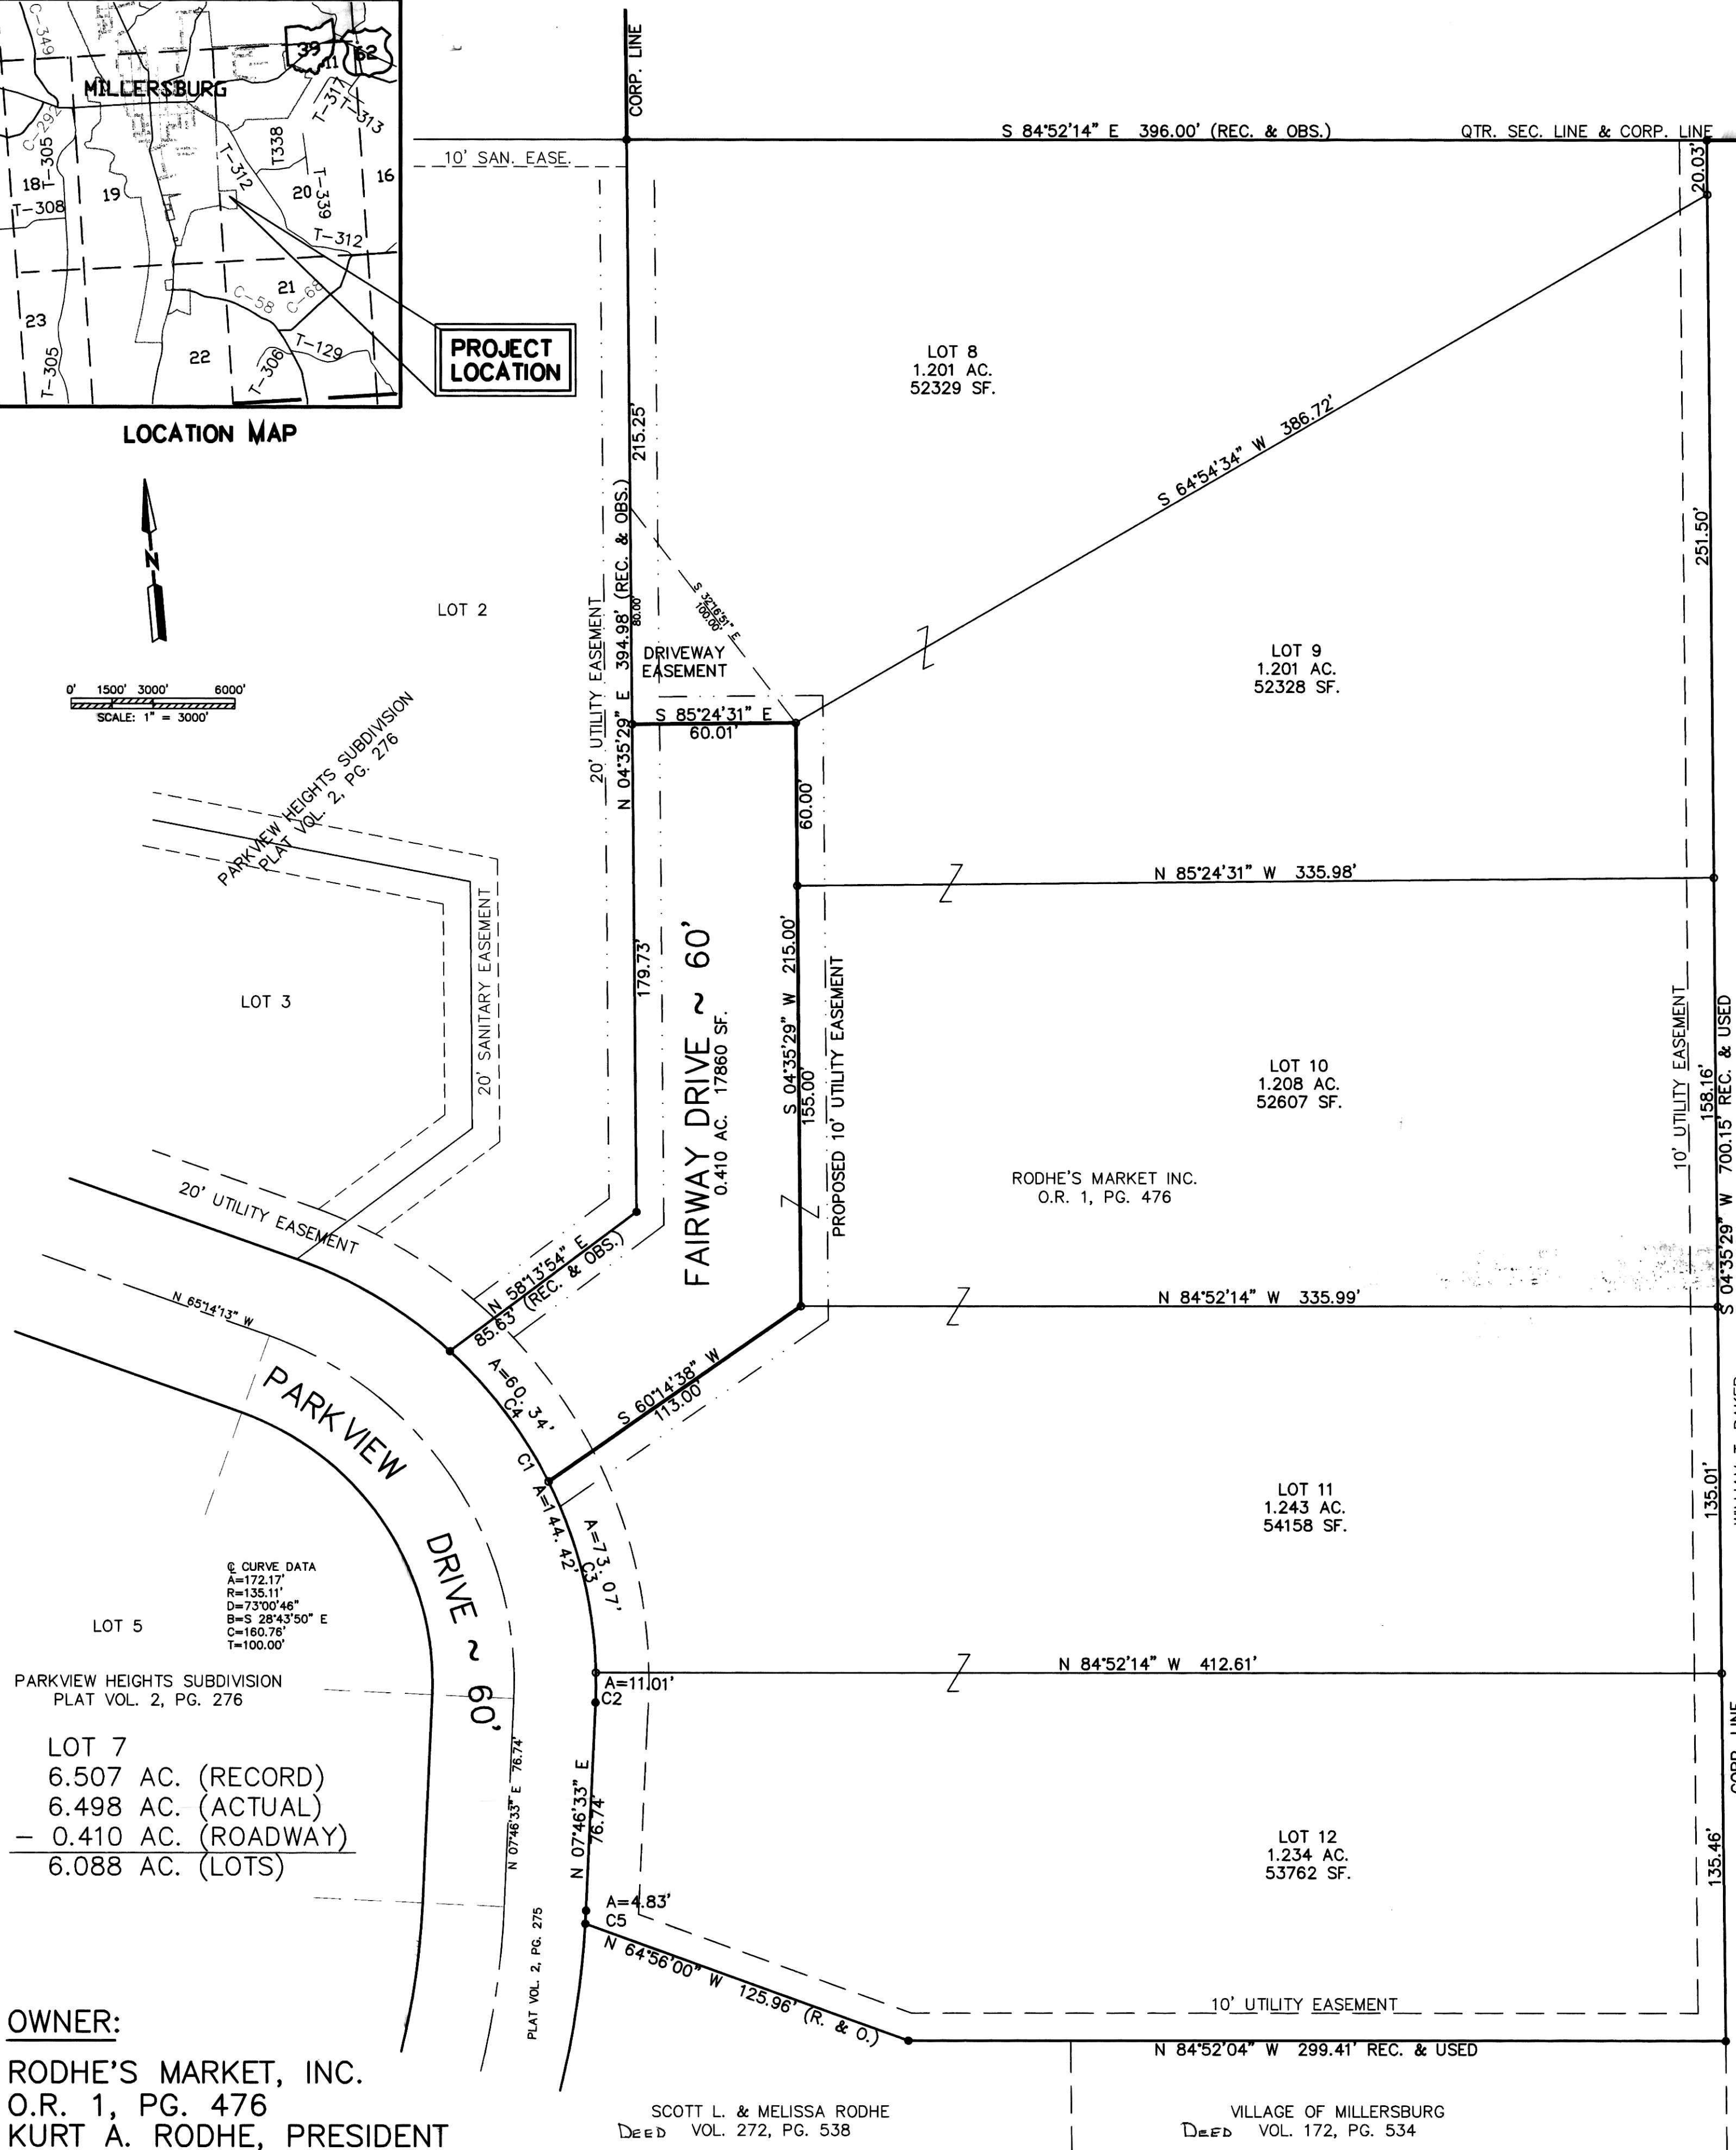 C-349
39
62
11
MILLERSBURG
T-317
T-313
C-292
T-305
T338
T-312
18
19
20
T-339
16
T-308
T-312
21
C-58
C-68
23
22
T-129
T-305
T-306
PROJECT
LOCATION
LOCATION MAP
N
0' 1500' 3000' 6000'
SCALE: 1" = 3000'
CORP. LINE
S 84°52'14" E 396.00' (REC. & OBS.)
QTR. SEC. LINE & CORP. LINE
10' SAN. EASE.
20.03'
LOT 8
1.201 AC.
52329 SF.
S 64°54'34" W 386.72'
215.25'
N 04°35'29" E 394.98' (REC. & OBS.)
80.00'
S 32°16'51" E
100.00'
251.50'
LOT 2
20' UTILITY EASEMENT
DRIVEWAY
EASEMENT
LOT 9
1.201 AC.
52328 SF.
S 85°24'31" E
60.01'
60.00'
PARKVIEW HEIGHTS SUBDIVISION
PLAT VOL. 2, PG. 276
N 85°24'31" W 335.98'
20' SANITARY EASEMENT
LOT 3
179.73'
FAIRWAY DRIVE ~ 60'
0.410 AC. 17860 SF.
S 04°35'29" W 215.00'
155.00'
PROPOSED 10' UTILITY EASEMENT
LOT 10
1.208 AC.
52607 SF.
10' UTILITY EASEMENT
158.16'
S 04°35'29" W 700.15' REC. & USED
RODHE'S MARKET INC.
O.R. 1, PG. 476
20' UTILITY EASEMENT
N 58°13'54" E
85.63' (REC. & OBS.)
N 65°14'13" W
N 84°52'14" W 335.99'
A=60.34'
C4
S 60°14'38" W
113.00'
PARKVIEW DRIVE ~ 60'
C1
A=144.42'
A=73.07'
C3
LOT 11
1.243 AC.
54158 SF.
135.01'
℄ CURVE DATA
A=172.17'
R=135.11'
D=73°00'46"
B=S 28°43'50" E
C=160.76'
T=100.00'
LOT 5
PARKVIEW HEIGHTS SUBDIVISION
PLAT VOL. 2, PG. 276
N 84°52'14" W 412.61'
A=11.01'
C2
CORP. LINE
LOT 7
6.507 AC. (RECORD)
6.498 AC. (ACTUAL)
- 0.410 AC. (ROADWAY)
6.088 AC. (LOTS)
N 07°46'33" E 76.74'
N 07°46'33" E
76.74'
LOT 12
1.234 AC.
53762 SF.
135.46'
A=4.83'
C5
PLAT VOL. 2, PG. 275
N 64°56'00" W 125.96' (R. & O.)
10' UTILITY EASEMENT
N 84°52'04" W 299.41' REC. & USED
OWNER:
RODHE'S MARKET, INC.
O.R. 1, PG. 476
KURT A. RODHE, PRESIDENT
SCOTT L. & MELISSA RODHE
DEED VOL. 272, PG. 538
VILLAGE OF MILLERSBURG
DEED VOL. 172, PG. 534